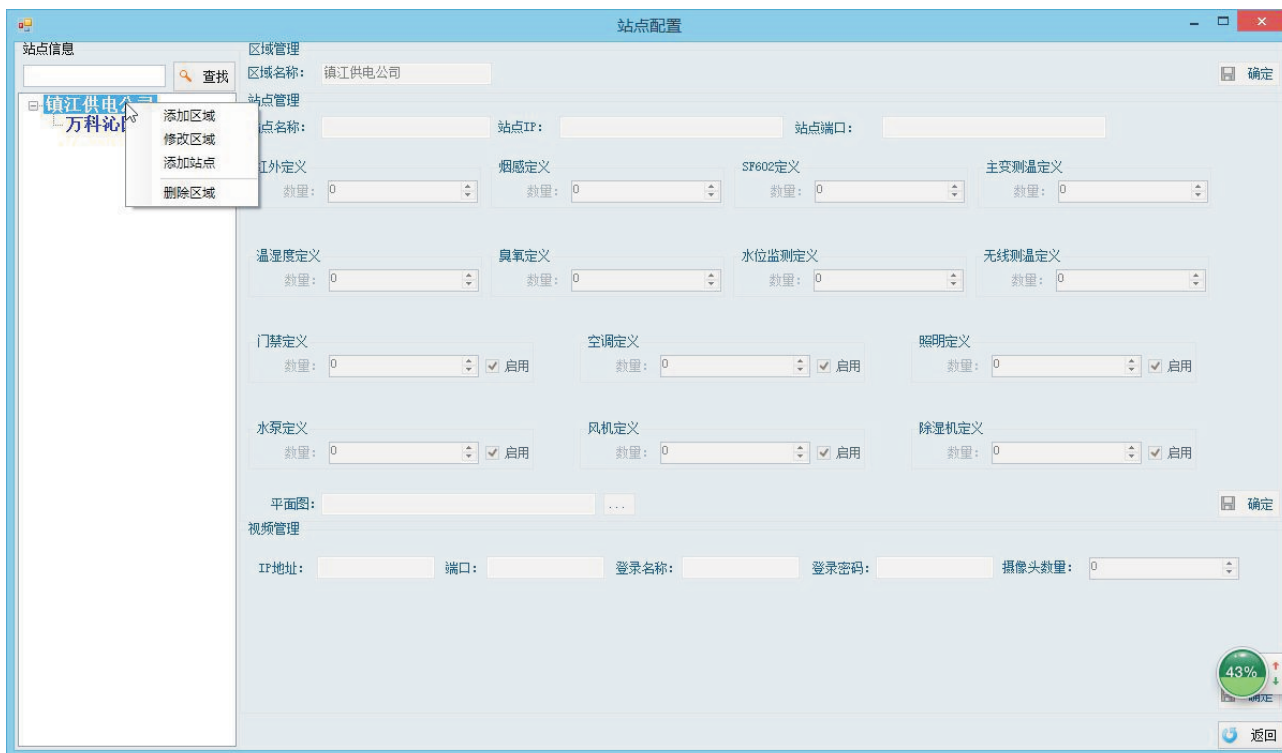 站点配置
站点信息
查找
镇江供电公司
万科沁
添加区域
修改区域
添加站点
删除区域
区域管理
区域名称： 镇江供电公司
确定
站点管理
站点名称： 站点IP： 站点端口：
红外定义 烟感定义 SF602定义 主变测温定义
数量： 0 数量： 0 数量： 0 数量： 0
温湿度定义 臭氧定义 水位监测定义 无线测温定义
数量： 0 数量： 0 数量： 0 数量： 0
门禁定义 空调定义 照明定义
数量： 0 启用 数量： 0 启用 数量： 0 启用
水泵定义 风机定义 除湿机定义
数量： 0 启用 数量： 0 启用 数量： 0 启用
平面图： ... 确定
视频管理
IP地址： 端口： 登录名称： 登录密码： 摄像头数量： 0
43%
确定
返回